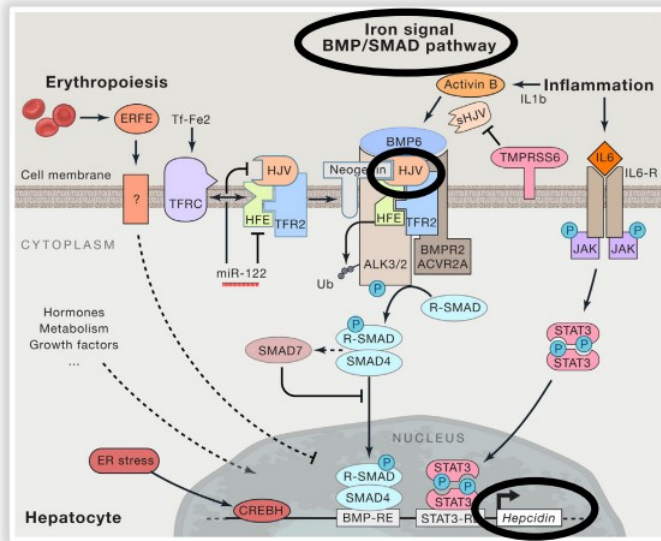 Iron signal
BMP/SMAD pathway
Erythropoiesis
Activin B
Inflammation
IL1b
ERFE
Tf-Fe2
sHJV
BMP6
TMPRSS6
IL6
IL6-R
Cell membrane
HJV
Neogenin
HJV
?
TFRC
HFE
TFR2
HFE
TFR2
CYTOPLASM
BMPR2
ACVR2A
P
JAK
JAK
P
miR-122
Ub
ALK3/2
P
R-SMAD
Hormones
Metabolism
Growth factors
...
P
R-SMAD
SMAD4
SMAD7
STAT3
P
P
STAT3
NUCLEUS
ER stress
CREBH
P
R-SMAD
SMAD4
BMP-RE
STAT3
P
P
STAT3
STAT3-RE
Hepcidin
Hepatocyte